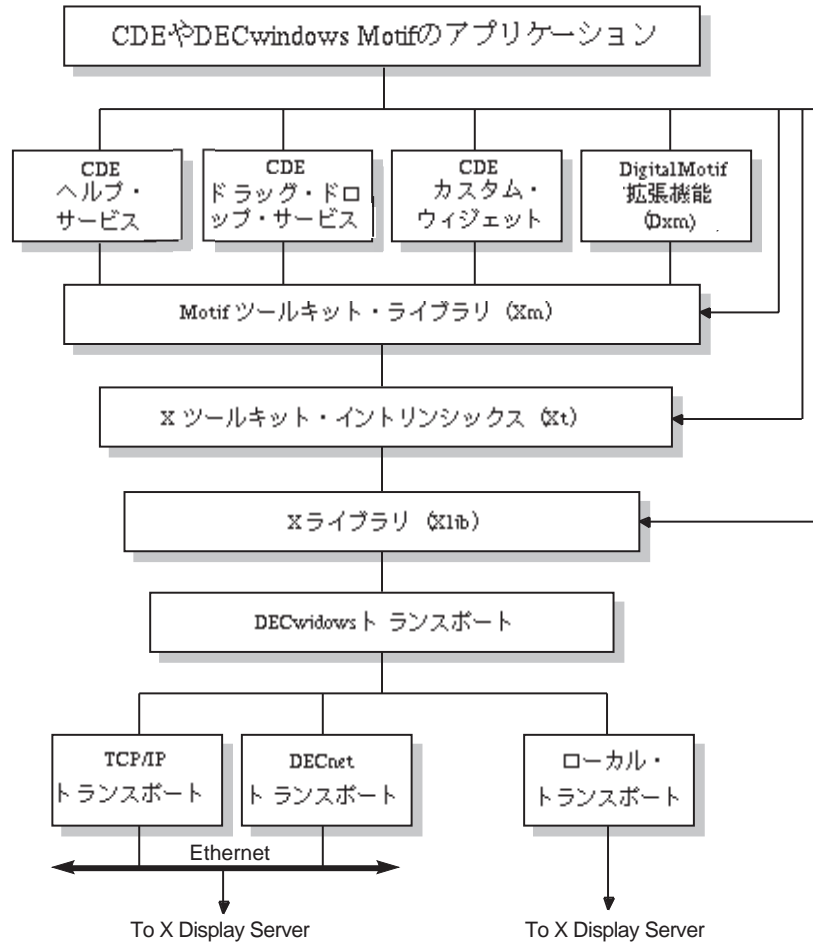 CDEやDECwindows Motifのアプリケーション
CDE
ヘルプ・
サービス
CDE
ドラッグ・ドロ
ップ・サービス
CDE
カスタム・
ウィジェット
DigitalMotif
拡張機能
(Dxm)
Motif ツールキット・ライブラリ (Xm)
X ツールキット・イントリンシックス (Xt)
Xライブラリ (Xlib)
DECwidowsト ランスポート
TCP/IP
トランスポート
DECnet
ト ランスポート
ローカル・
トランスポート
Ethernet
To X Display Server
To X Display Server